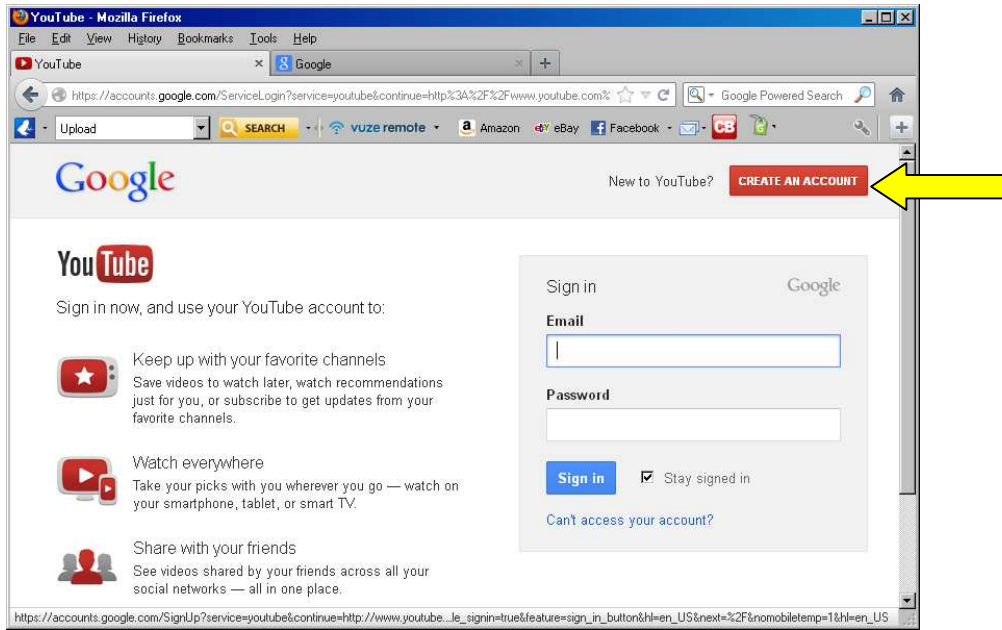 YouTube - Mozilla Firefox
File Edit View History Bookmarks Tools Help
YouTube × Google × +
https://accounts.google.com/ServiceLogin?service=youtube&continue=http%3A%2F%2Fwww.youtube.com% Google Powered Search
Upload SEARCH vuze remote a Amazon ebY eBay Facebook CB
Google New to YouTube? CREATE AN ACCOUNT
YouTube
Sign in now, and use your YouTube account to:
Keep up with your favorite channels
Save videos to watch later, watch recommendations
just for you, or subscribe to get updates from your
favorite channels.
Watch everywhere
Take your picks with you wherever you go — watch on
your smartphone, tablet, or smart TV.
Share with your friends
See videos shared by your friends across all your
social networks — all in one place.
Sign in Google
Email
Password
Sign in Stay signed in
Can't access your account?
https://accounts.google.com/SignUp?service=youtube&continue=http://www.youtube...le_signin=true&feature=sign_in_button&hl=en_US&next=%2F&nomobiletemp=1&hl=en_US